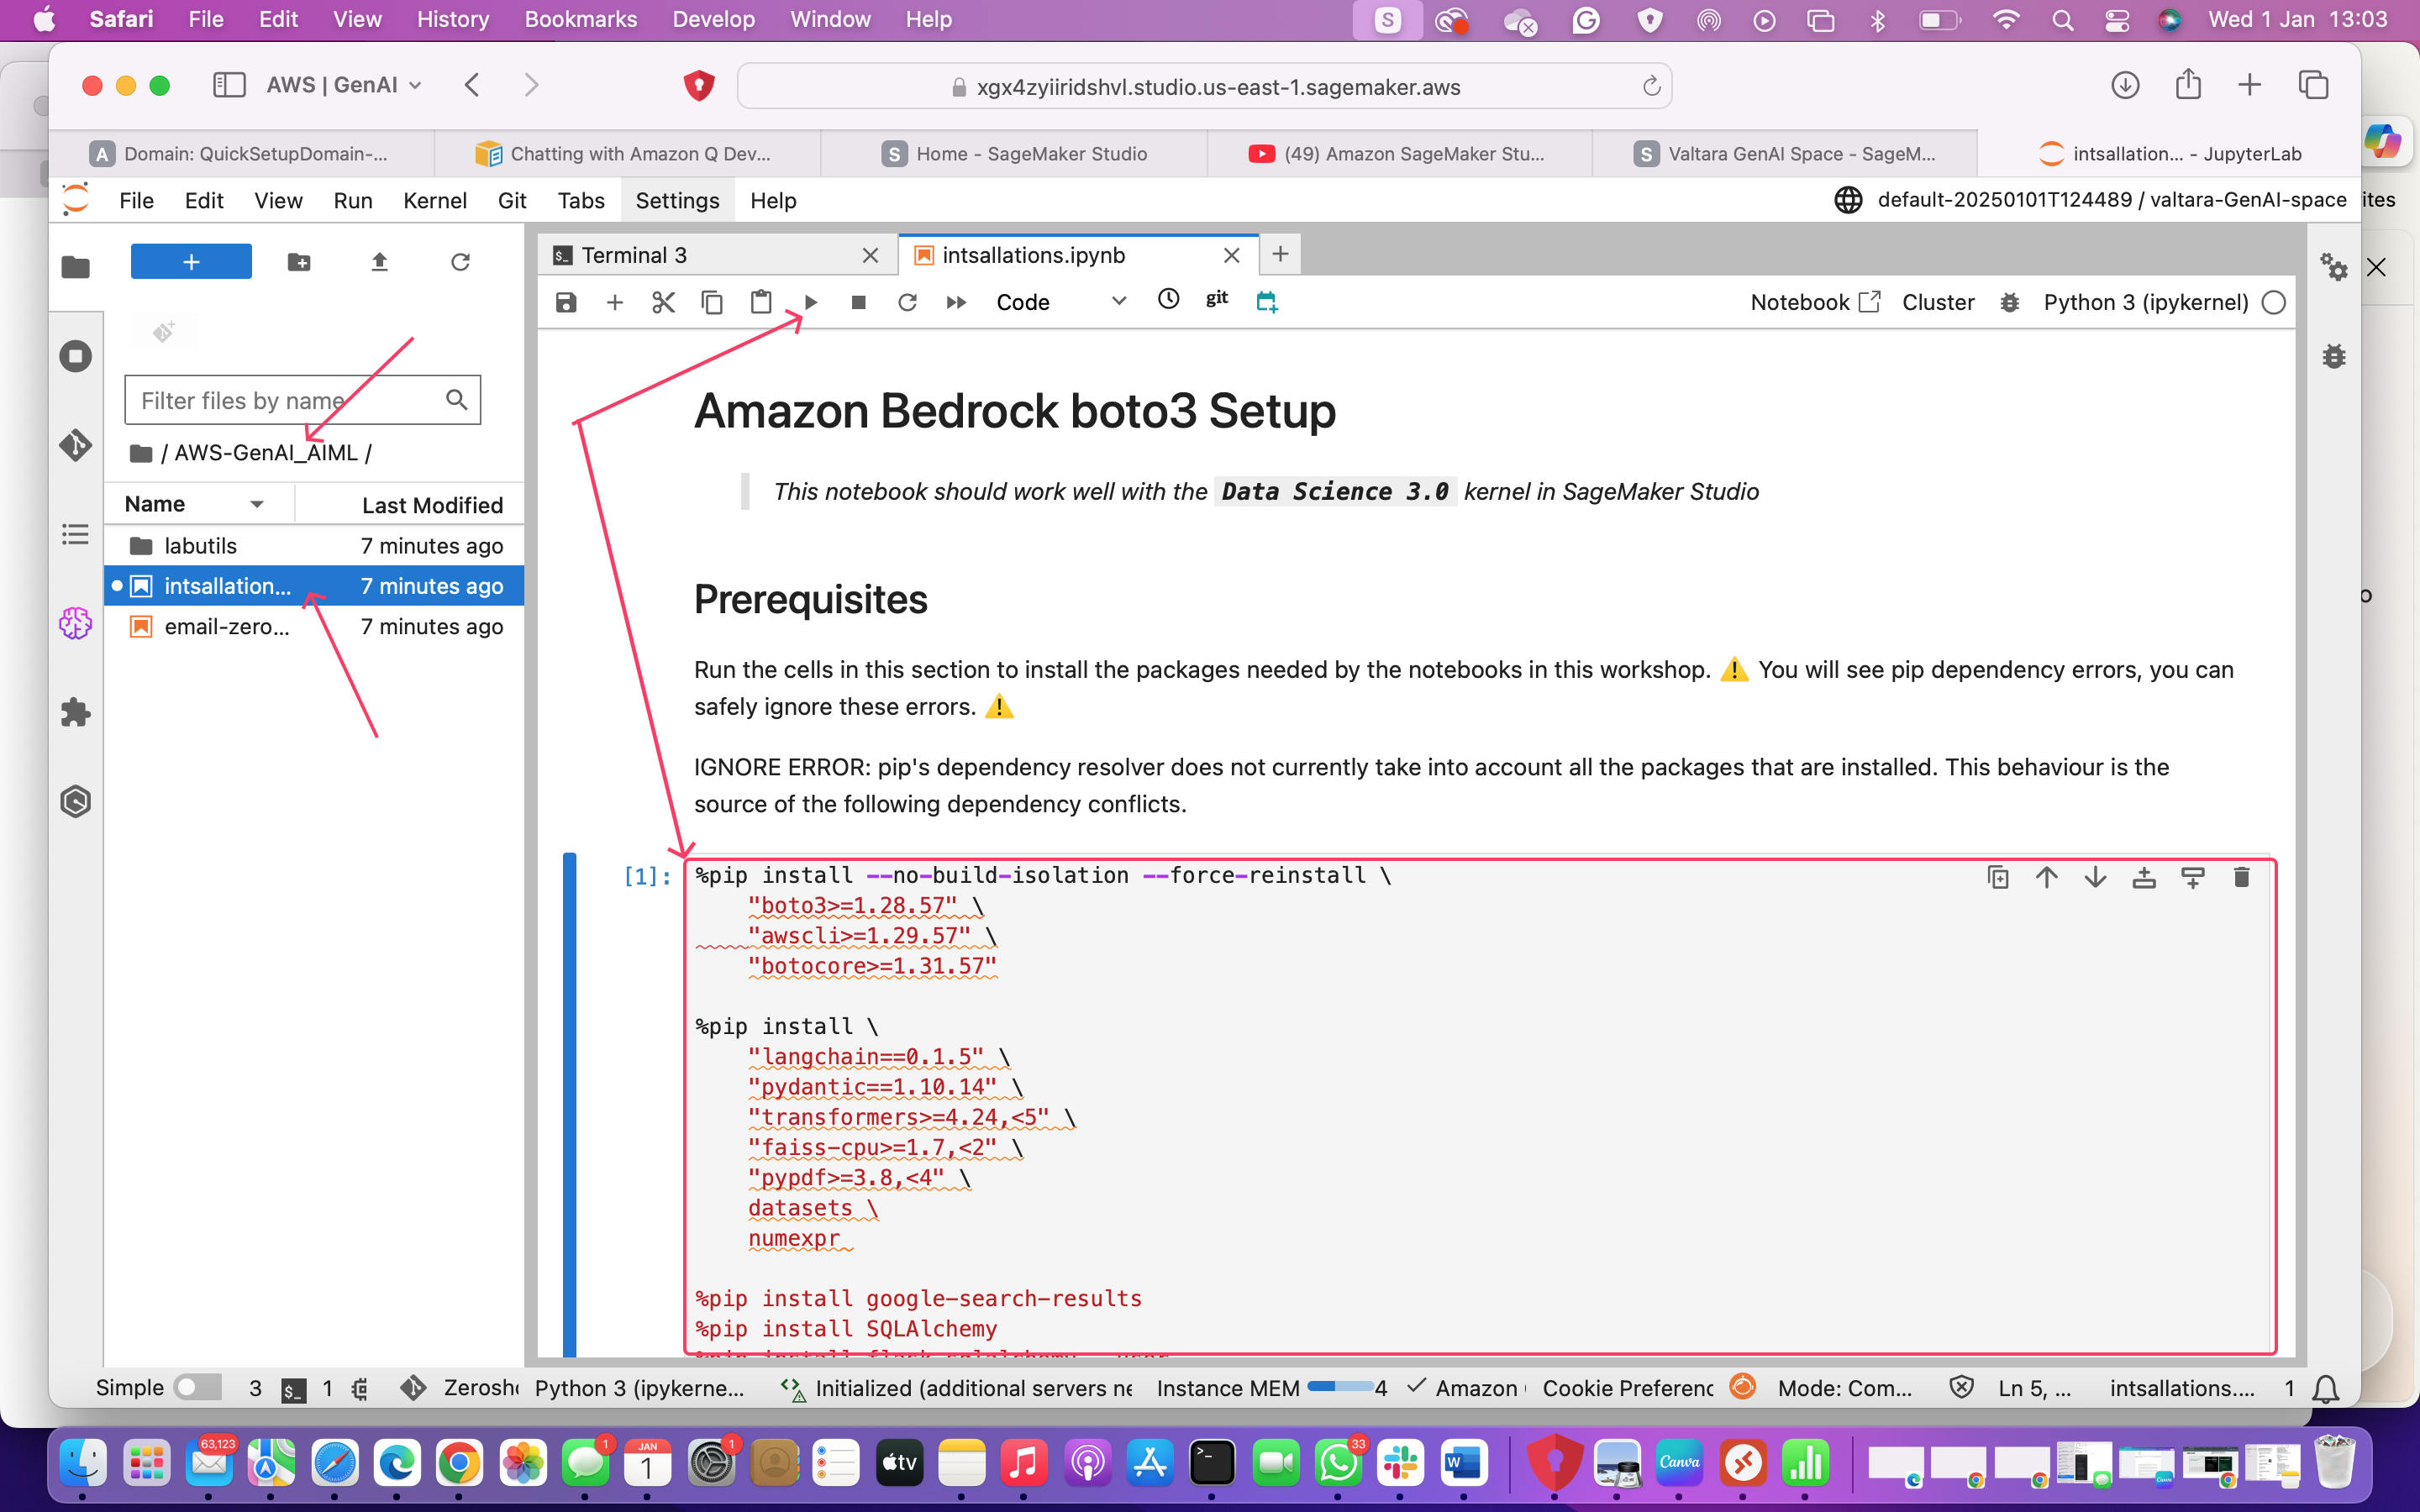 Safari File Edit View History Bookmarks Develop Window Help Wed 1 Jan 13:03
AWS | GenAI
xgx4zyiiridshvl.studio.us-east-1.sagemaker.aws
Domain: QuickSetupDomain-...
Chatting with Amazon Q Dev...
Home - SageMaker Studio
(49) Amazon SageMaker Stu...
Valtara GenAI Space - SageM...
intsallation... - JupyterLab
File Edit View Run Kernel Git Tabs Settings Help
default-20250101T124489 / valtara-GenAI-space
ites
Terminal 3
intsallations.ipynb
Code
git
Notebook Cluster Python 3 (ipykernel)
Filter files by name
/ AWS-GenAI_AIML /
Name Last Modified
labutils 7 minutes ago
intsallation... 7 minutes ago
email-zero... 7 minutes ago
Amazon Bedrock boto3 Setup
This notebook should work well with the Data Science 3.0 kernel in SageMaker Studio
Prerequisites
Run the cells in this section to install the packages needed by the notebooks in this workshop. ⚠️ You will see pip dependency errors, you can
safely ignore these errors. ⚠️
IGNORE ERROR: pip's dependency resolver does not currently take into account all the packages that are installed. This behaviour is the
source of the following dependency conflicts.
[1]:
%pip install --no-build-isolation --force-reinstall \
"boto3>=1.28.57" \
"awscli>=1.29.57" \
"botocore>=1.31.57"
%pip install \
"langchain==0.1.5" \
"pydantic==1.10.14" \
"transformers>=4.24,<5" \
"faiss-cpu>=1.7,<2" \
"pypdf>=3.8,<4" \
datasets \
numexpr
%pip install google-search-results
%pip install SQLAlchemy
Simple 3 1 Zerosh Python 3 (ipykerne... Initialized (additional servers ne Instance MEM 4 Amazon Cookie Preferenc Mode: Com... Ln 5, ... intsallations.... 1
63,123
1
JAN
1
1
tv
33
W
Canva